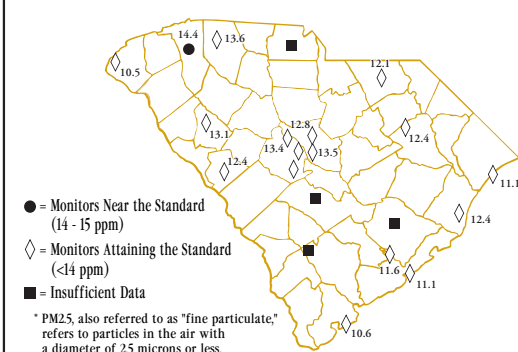 14.4
13.6
12.1
10.5
12.8
13.1
12.4
13.4
13.5
12.4
11.1
12.4
11.6
11.1
10.6
= Monitors Near the Standard
(14 - 15 ppm)
= Monitors Attaining the Standard
(<14 ppm)
= Insufficient Data
* PM2.5, also referred to as "fine particulate,"
refers to particles in the air with
a diameter of 25 microns or less.